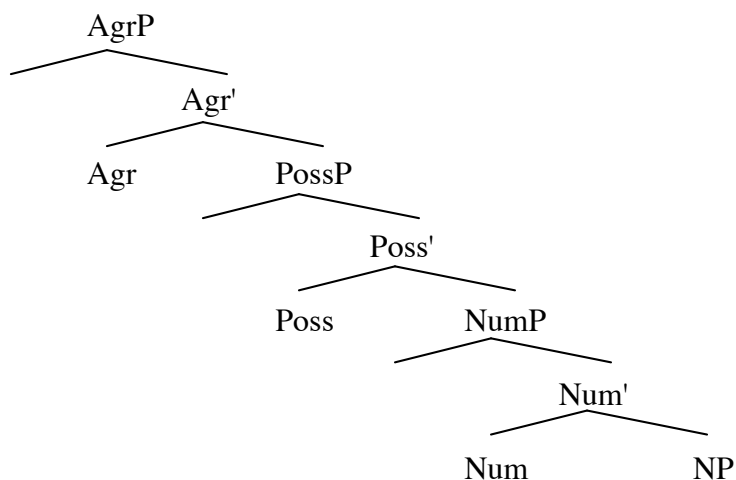 AgrP
Agr'
Agr PossP
Poss'
Poss NumP
Num'
Num NP